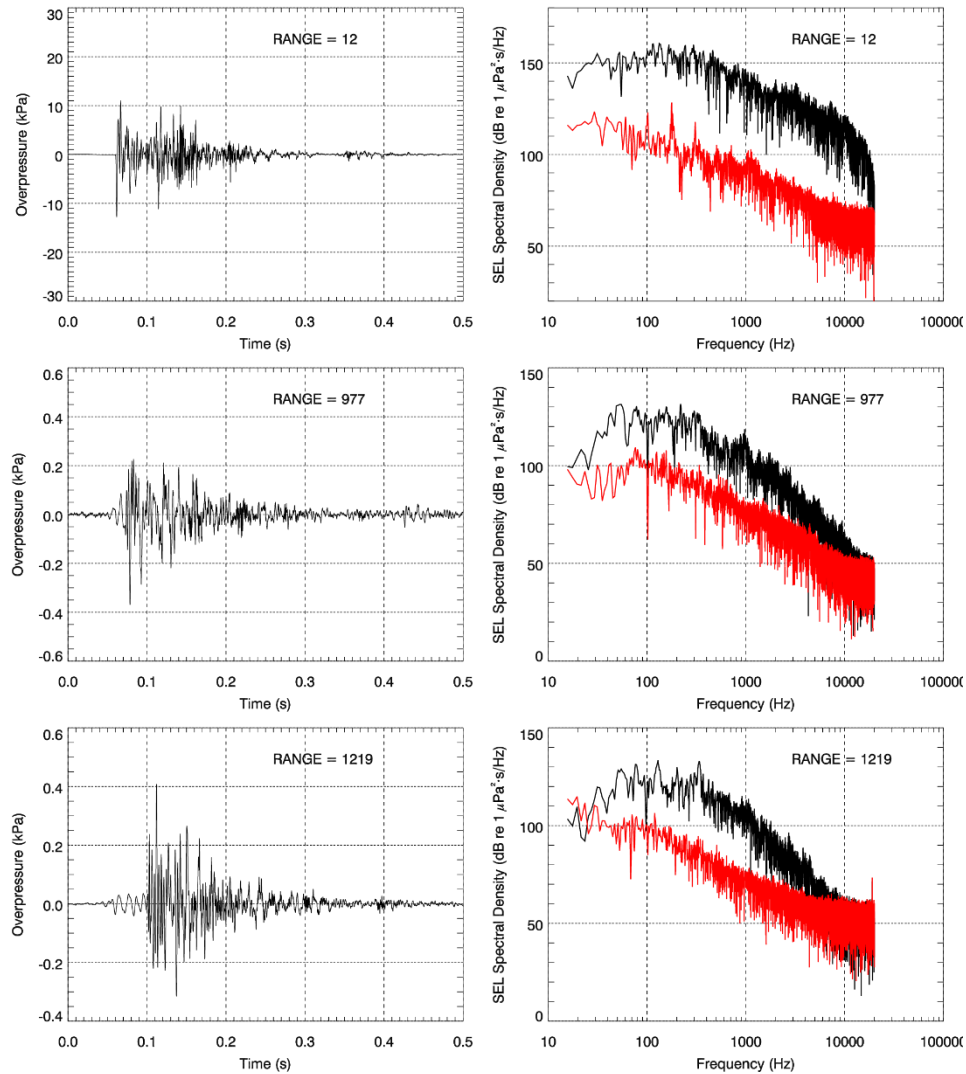 Overpressure (kPa)
30
20
10
0
-10
-20
-30
RANGE = 12
0.0 0.1 0.2 0.3 0.4 0.5
Time (s)
SEL Spectral Density (dB re 1 μPa²·s/Hz)
150
100
50
RANGE = 12
10 100 1000 10000 100000
Frequency (Hz)
Overpressure (kPa)
0.6
0.4
0.2
0.0
-0.2
-0.4
-0.6
RANGE = 977
0.0 0.1 0.2 0.3 0.4 0.5
Time (s)
SEL Spectral Density (dB re 1 μPa²·s/Hz)
150
100
50
0
RANGE = 977
10 100 1000 10000 100000
Frequency (Hz)
Overpressure (kPa)
0.6
0.4
0.2
0.0
-0.2
-0.4
RANGE = 1219
0.0 0.1 0.2 0.3 0.4 0.5
Time (s)
SEL Spectral Density (dB re 1 μPa²·s/Hz)
150
100
50
0
RANGE = 1219
10 100 1000 10000 100000
Frequency (Hz)